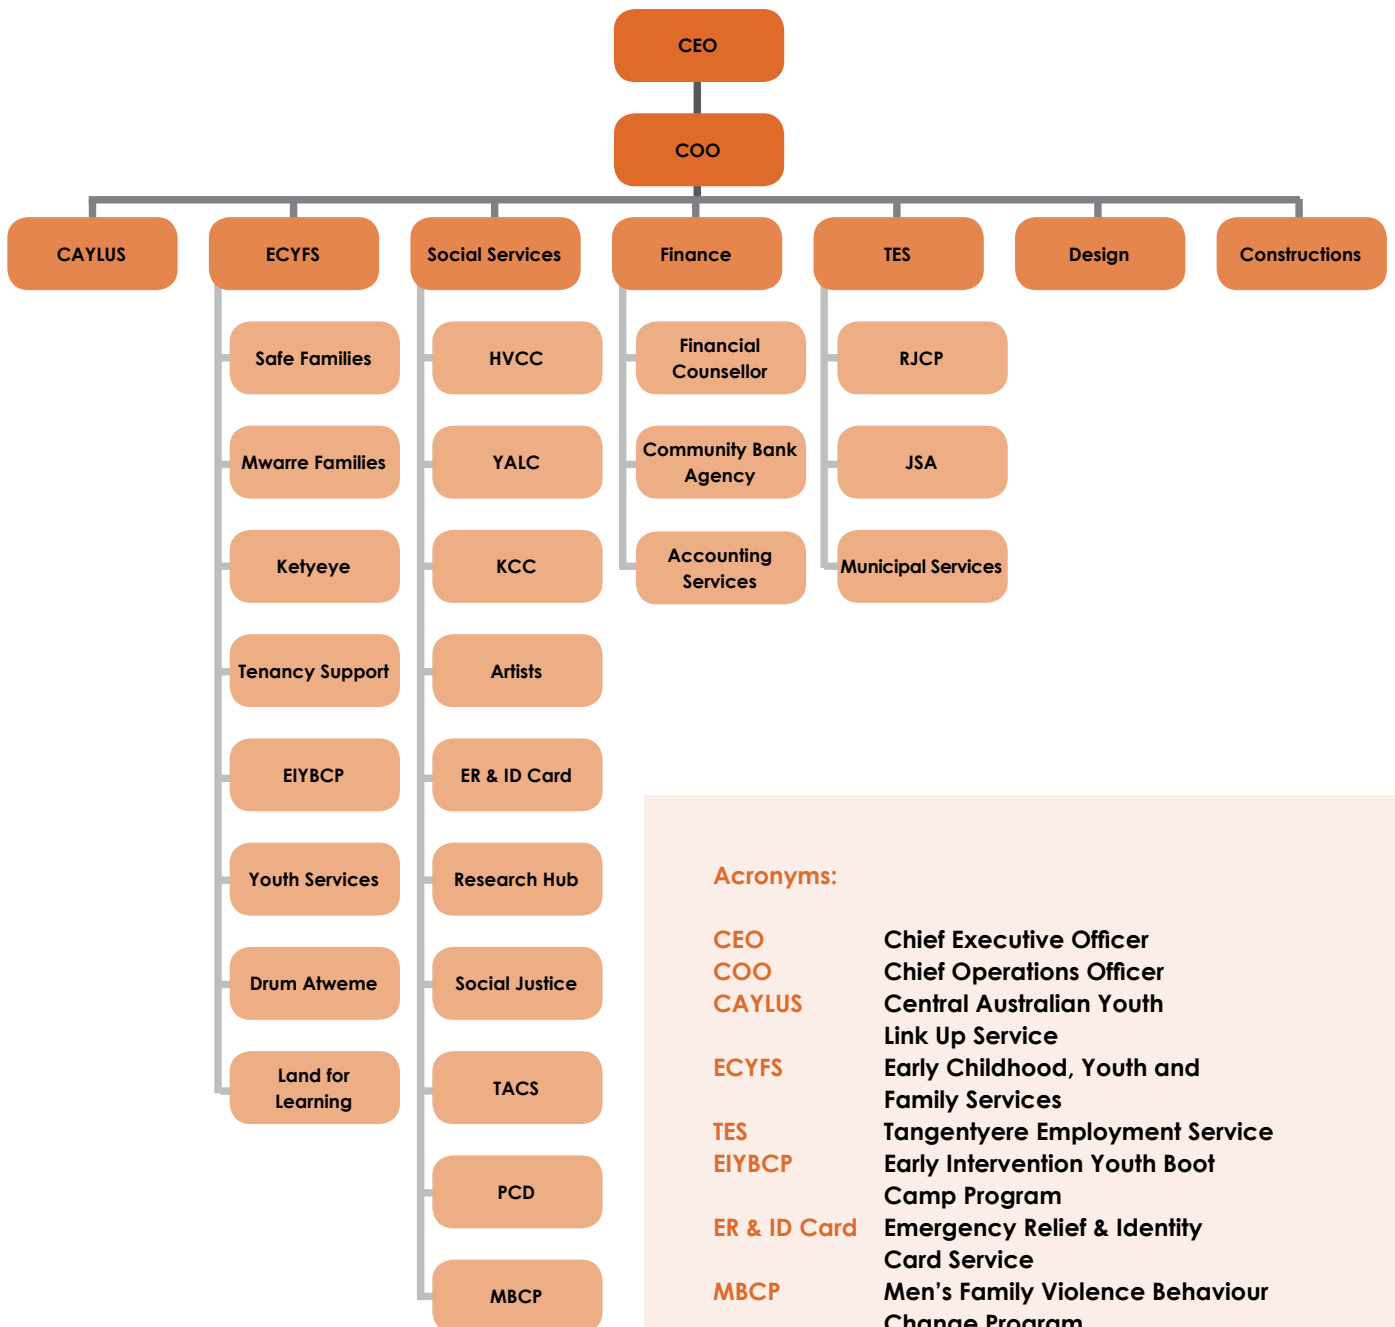 CEO
COO
CAYLUS
ECYFS
Social Services
Finance
TES
Design
Constructions
Safe Families
Mwarre Families
Ketyeye
Tenancy Support
EIYBCP
Youth Services
Drum Atweme
Land for
Learning
HVCC
YALC
KCC
Artists
ER & ID Card
Research Hub
Social Justice
TACS
PCD
MBCP
Financial
Counsellor
Community Bank
Agency
Accounting
Services
RJCP
JSA
Municipal Services
Acronyms:
CEO Chief Executive Officer
COO Chief Operations Officer
CAYLUS Central Australian Youth
Link Up Service
ECYFS Early Childhood, Youth and
Family Services
TES Tangentyere Employment Service
EIYBCP Early Intervention Youth Boot
Camp Program
ER & ID Card Emergency Relief & Identity
Card Service
MBCP Men’s Family Violence Behaviour
Change Program